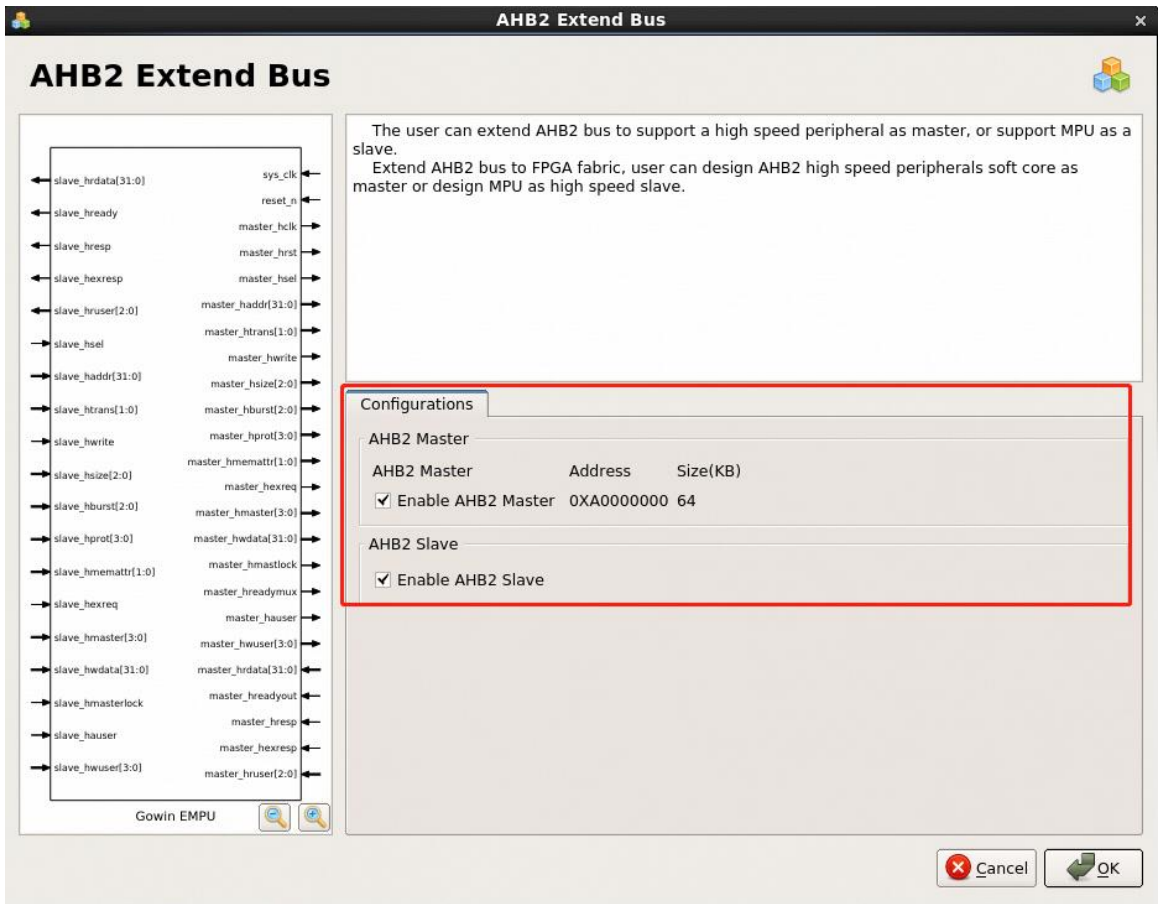 AHB2 Extend Bus
AHB2 Extend Bus
slave_hrdata[31:0]
slave_hready
slave_hresp
slave_hexresp
slave_hruser[2:0]
slave_hsel
slave_haddr[31:0]
slave_htrans[1:0]
slave_hwrite
slave_hsize[2:0]
slave_hburst[2:0]
slave_hprot[3:0]
slave_hmemattr[1:0]
slave_hexreq
slave_hmaster[3:0]
slave_hwdata[31:0]
slave_hmasterlock
slave_hauser
slave_hwuser[3:0]
sys_clk
reset_n
master_hclk
master_hrst
master_hsel
master_haddr[31:0]
master_htrans[1:0]
master_hwrite
master_hsize[2:0]
master_hburst[2:0]
master_hprot[3:0]
master_hmemattr[1:0]
master_hexreq
master_hmaster[3:0]
master_hwdata[31:0]
master_hmastlock
master_hreadymux
master_hauser
master_hwuser[3:0]
master_hrdata[31:0]
master_hreadyout
master_hresp
master_hexresp
master_hruser[2:0]
Gowin EMPU
The user can extend AHB2 bus to support a high speed peripheral as master, or support MPU as a
slave.
Extend AHB2 bus to FPGA fabric, user can design AHB2 high speed peripherals soft core as
master or design MPU as high speed slave.
Configurations
AHB2 Master
AHB2 Master Address Size(KB)
Enable AHB2 Master 0XA0000000 64
AHB2 Slave
Enable AHB2 Slave
Cancel OK